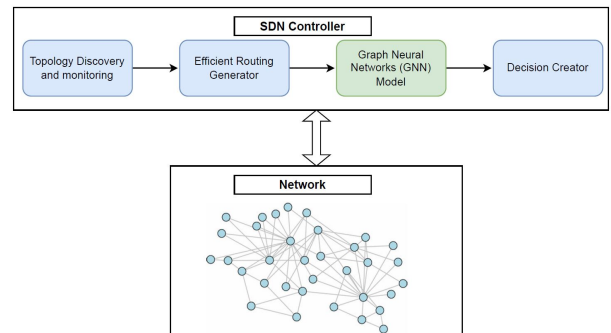 SDN Controller
Topology Discovery
and monitoring
Efficient Routing
Generator
Graph Neural
Networks (GNN)
Model
Decision Creator
Network